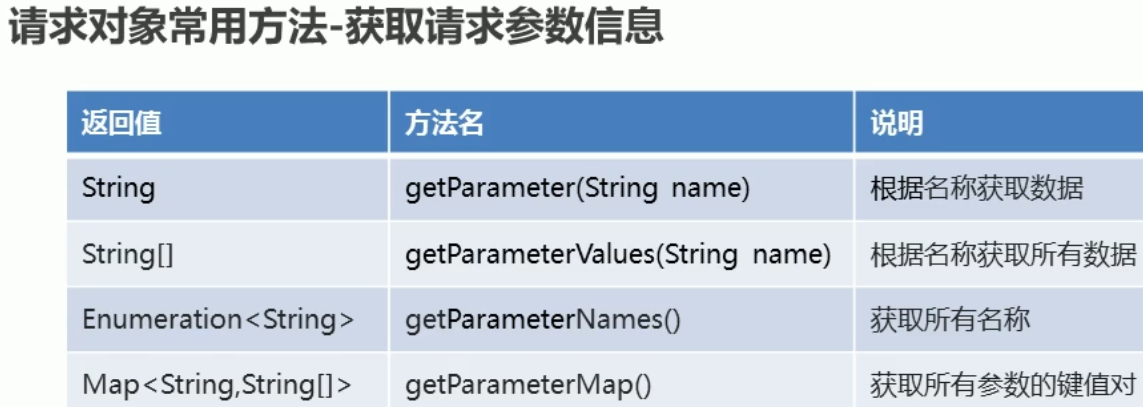 请求对象常用方法-获取请求参数信息
返回值 方法名 说明
String getParameter(String name) 根据名称获取数据
String[] getParameterValues(String name) 根据名称获取所有数据
Enumeration<String> getParameterNames() 获取所有名称
Map<String,String[]> getParameterMap() 获取所有参数的键值对